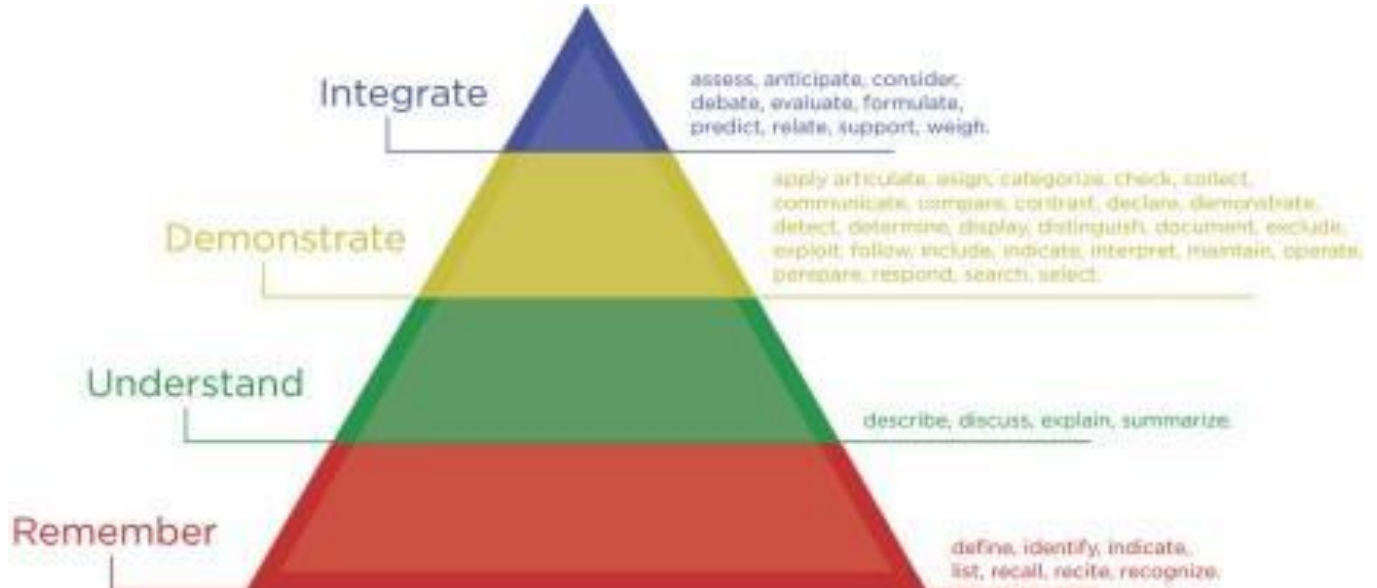 Integrate
assess, anticipate, consider,
debate, evaluate, formulate,
predict, relate, support, weigh.
Demonstrate
apply articulate, asign, categorize, check, collect,
communicate, compare, contrast, declare, demonstrate,
detect, determine, display, distinguish, document, exclude,
exploit, follow, include, indicate, interpret, maintain, operate,
perepare, respond, search, select.
Understand
describe, discuss, explain, summarize.
Remember
define, identify, indicate,
list, recall, recite, recognize.